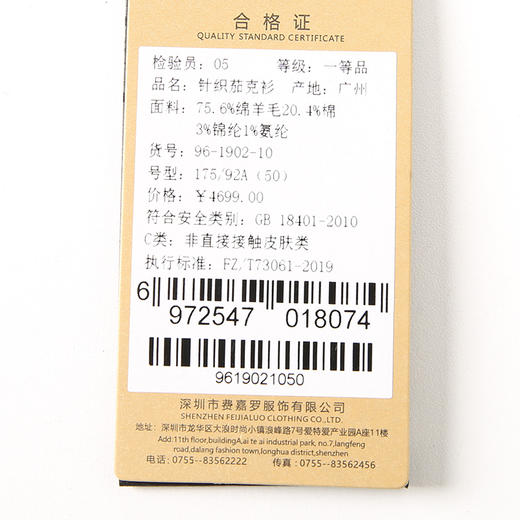 合格证
QUALITY STANDARD CERTIFICATE
检验员：05 等级：一等品
品名：针织茄克衫 产地：广州
面料：75.6%绵羊毛20.4%棉
3%锦纶1%氨纶
货号：96-1902-10
号型：175/92A（50）
价格：￥4699.00
符合安全类别：GB 18401-2010
C类：非直接接触皮肤类
执行标准：FZ/T73061-2019
6 972547 018074
9619021050
深圳市费嘉罗服饰有限公司
SHENZHEN FEIJIALUO CLOTHING CO.,LTD
地址：深圳市龙华区大浪时尚小镇浪峰路7号爱特爱产业园A座11楼
Add:11th floor,buildingA,ai te ai industrial park, no.7,langfeng
road,dalang fashion town,longhua district,shenzhen
电话：0755--83562222 传真：0755--83562456